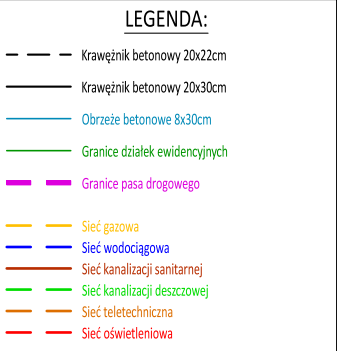 LEGENDA:
Krawężnik betonowy 20x22cm
Krawężnik betonowy 20x30cm
Obrzeże betonowe 8x30cm
Granice działek ewidencyjnych
Granice pasa drogowego
Sieć gazowa
Sieć wodociągowa
Sieć kanalizacji sanitarnej
Sieć kanalizacji deszczowej
Sieć teletechniczna
Sieć oświetleniowa